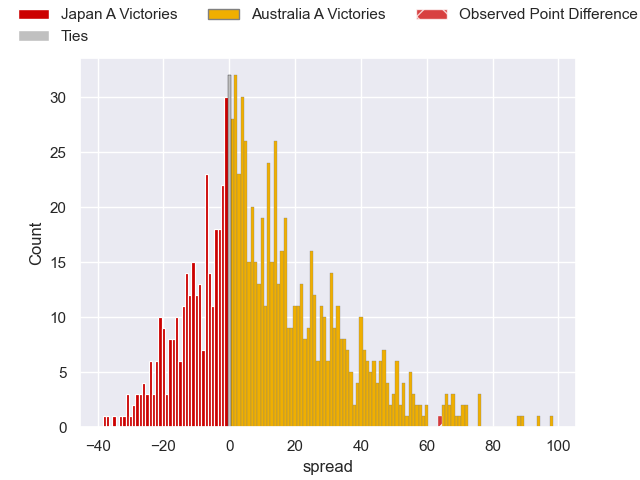 Japan A Victories Australia A Victories Observed Point Difference
Ties
30
25
20
15
10
5
0
Count
−40 −20 0 20 40 60 80 100
spread